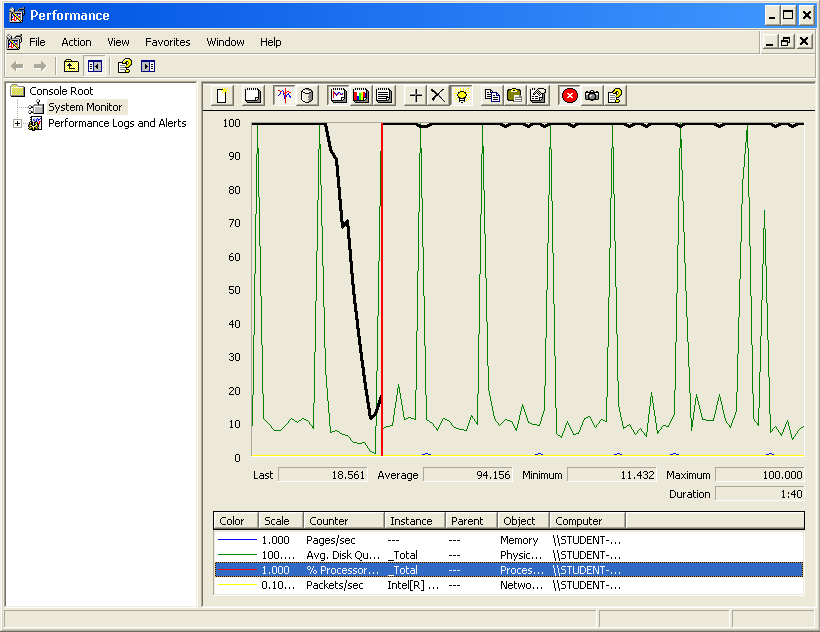 Performance
File Action View Favorites Window Help
Console Root
System Monitor
Performance Logs and Alerts
100
90
80
70
60
50
40
30
20
10
0
Last 18.561 Average 94.156 Minimum 11.432 Maximum 100.000
Duration 1:40
Color Scale Counter Instance Parent Object Computer
1.000 Pages/sec --- --- Memory \\STUDENT-...
100.... Avg. Disk Qu... _Total --- Physic... \\STUDENT-...
1.000 % Processor... _Total --- Proces... \\STUDENT-...
0.10... Packets/sec Intel[R] ... --- Netwo... \\STUDENT-...